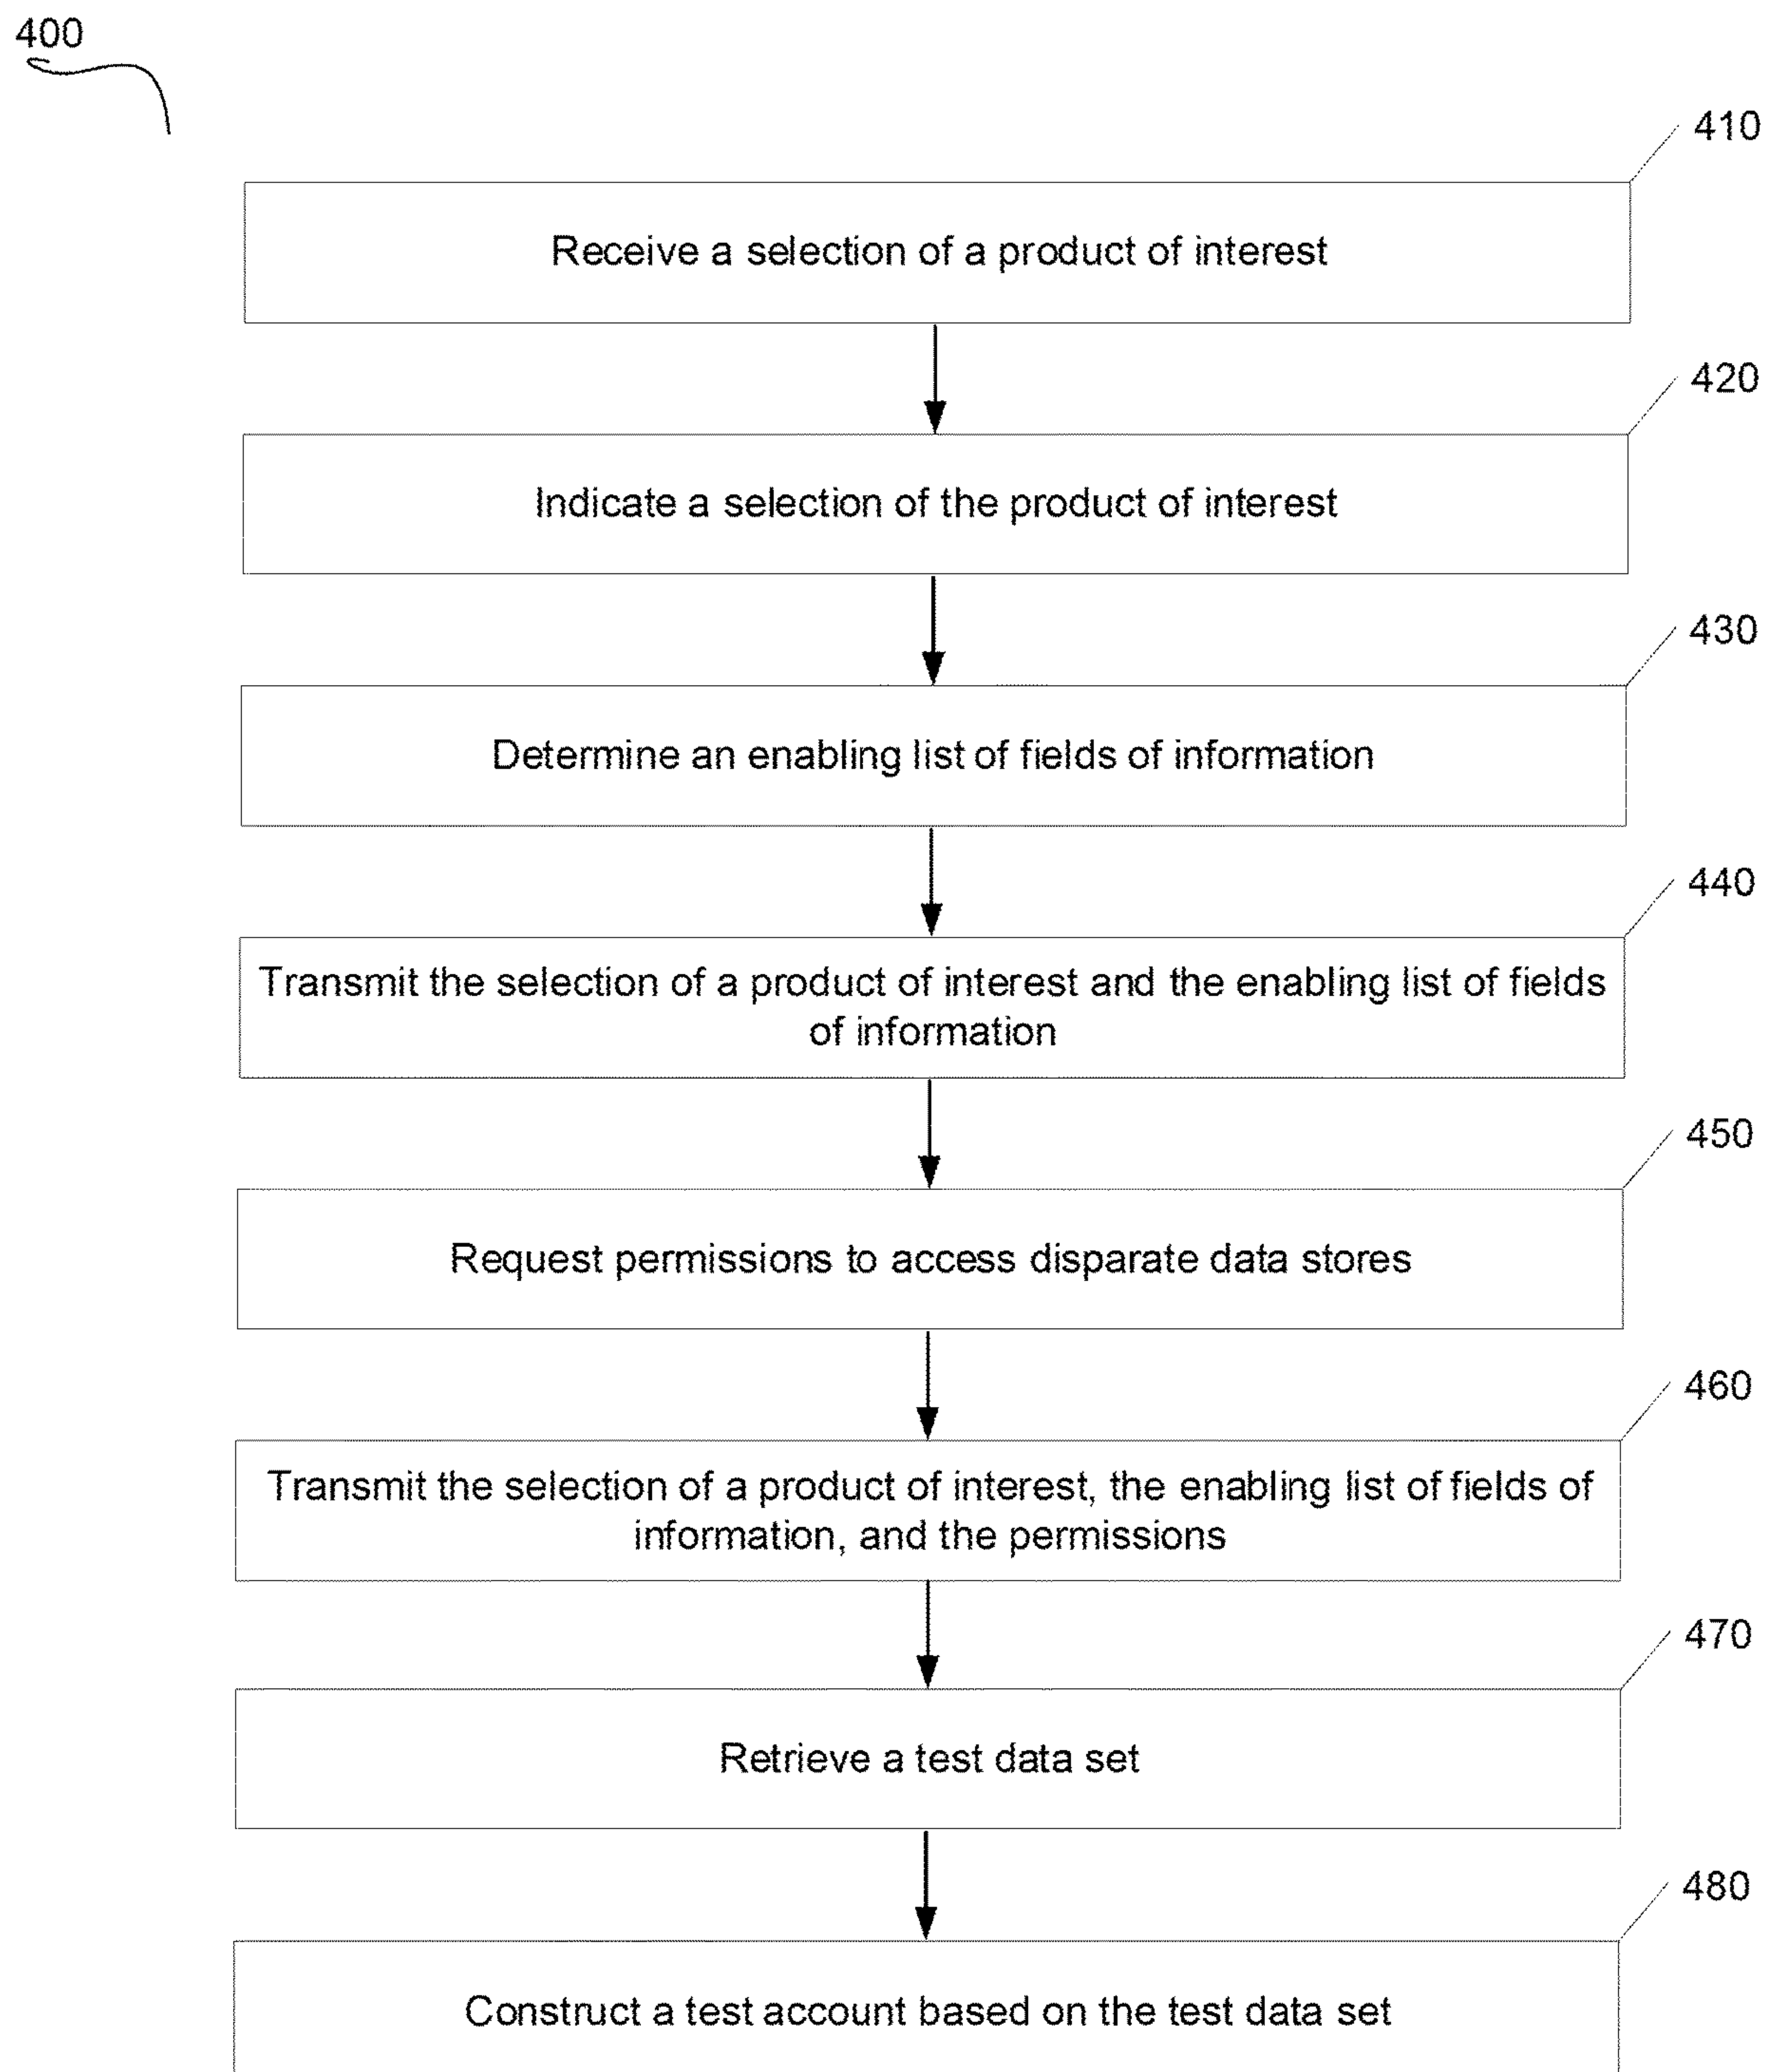 400
410
Receive a selection of a product of interest
420
Indicate a selection of the product of interest
430
Determine an enabling list of fields of information
440
Transmit the selection of a product of interest and the enabling list of fields
of information
450
Request permissions to access disparate data stores
460
Transmit the selection of a product of interest, the enabling list of fields of
information, and the permissions
470
Retrieve a test data set
480
Construct a test account based on the test data set